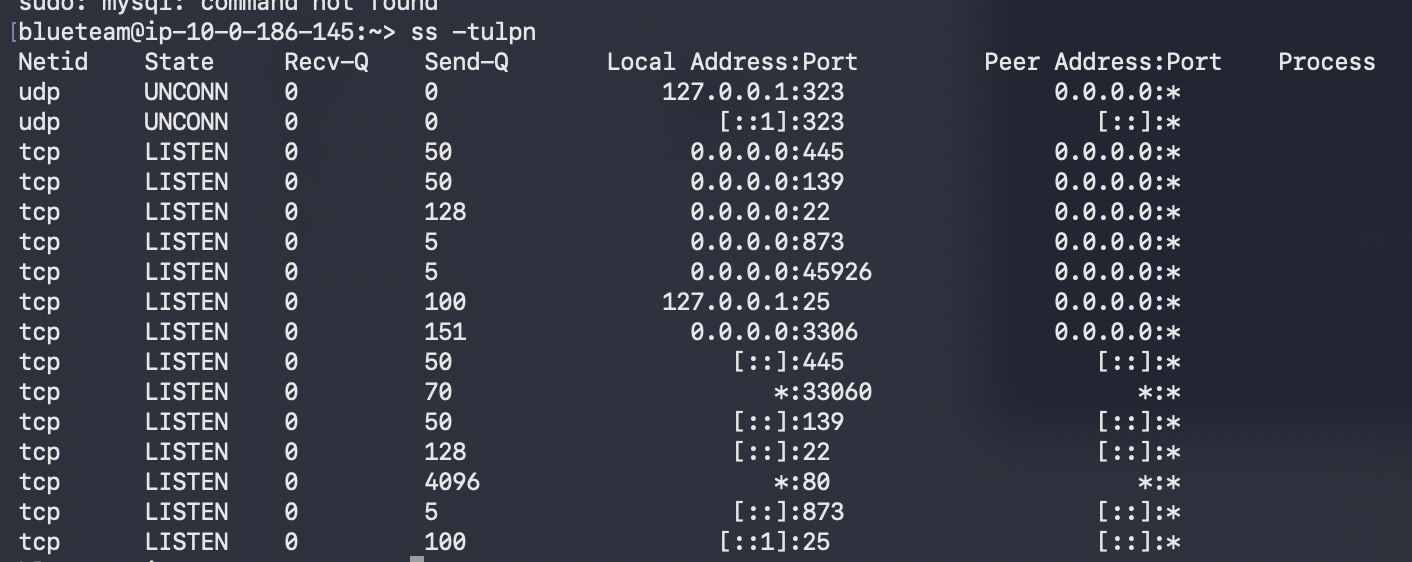 sudo: mysql: command not found
[blueteam@ip-10-0-186-145:~> ss -tulpn
Netid State Recv-Q Send-Q Local Address:Port Peer Address:Port Process
udp UNCONN 0 0 127.0.0.1:323 0.0.0.0:*
udp UNCONN 0 0 [::1]:323 [::]:*
tcp LISTEN 0 50 0.0.0.0:445 0.0.0.0:*
tcp LISTEN 0 50 0.0.0.0:139 0.0.0.0:*
tcp LISTEN 0 128 0.0.0.0:22 0.0.0.0:*
tcp LISTEN 0 5 0.0.0.0:873 0.0.0.0:*
tcp LISTEN 0 5 0.0.0.0:45926 0.0.0.0:*
tcp LISTEN 0 100 127.0.0.1:25 0.0.0.0:*
tcp LISTEN 0 151 0.0.0.0:3306 0.0.0.0:*
tcp LISTEN 0 50 [::]:445 [::]:*
tcp LISTEN 0 70 *:33060 *:*
tcp LISTEN 0 50 [::]:139 [::]:*
tcp LISTEN 0 128 [::]:22 [::]:*
tcp LISTEN 0 4096 *:80 *:*
tcp LISTEN 0 5 [::]:873 [::]:*
tcp LISTEN 0 100 [::1]:25 [::]:*